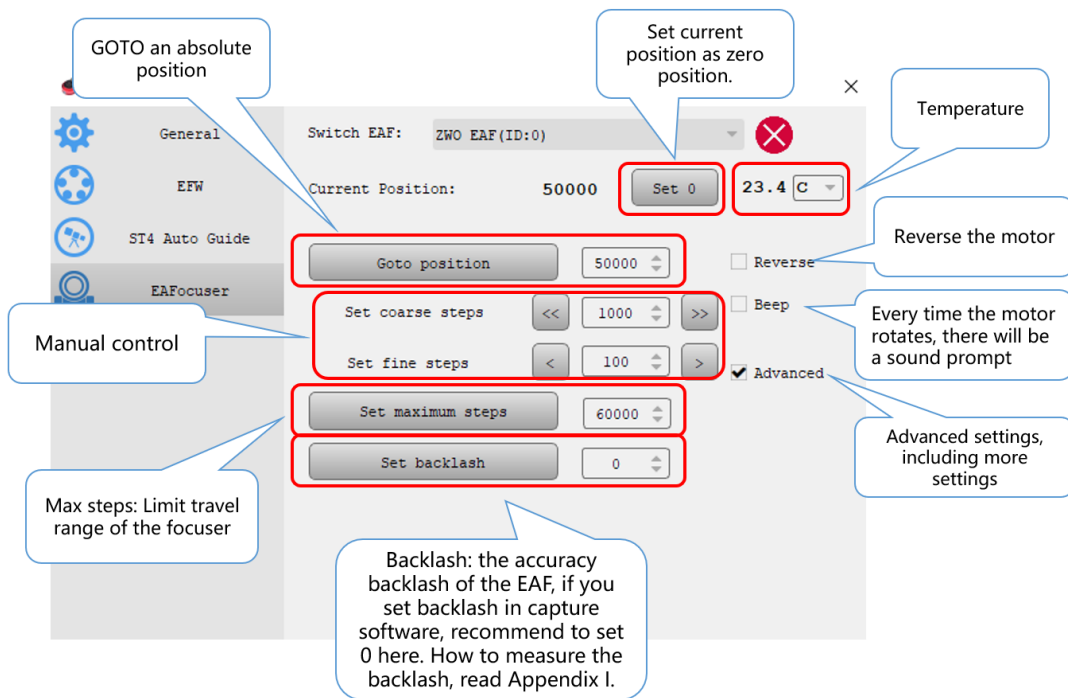 GOTO an absolute
position
Set current
position as zero
position.
Temperature
General
Switch EAF:
ZWO EAF(ID:0)
EFW
Current Position:
50000
Set 0
23.4
C
ST4 Auto Guide
Goto position
50000
Reverse
Reverse the motor
EAFocuser
Set coarse steps
<<
1000
>>
Beep
Every time the motor
rotates, there will be
a sound prompt
Manual control
Set fine steps
<
100
>
Advanced
Set maximum steps
60000
Advanced settings,
including more
settings
Set backlash
0
Max steps: Limit travel
range of the focuser
Backlash: the accuracy
backlash of the EAF, if you
set backlash in capture
software, recommend to set
0 here. How to measure the
backlash, read Appendix I.